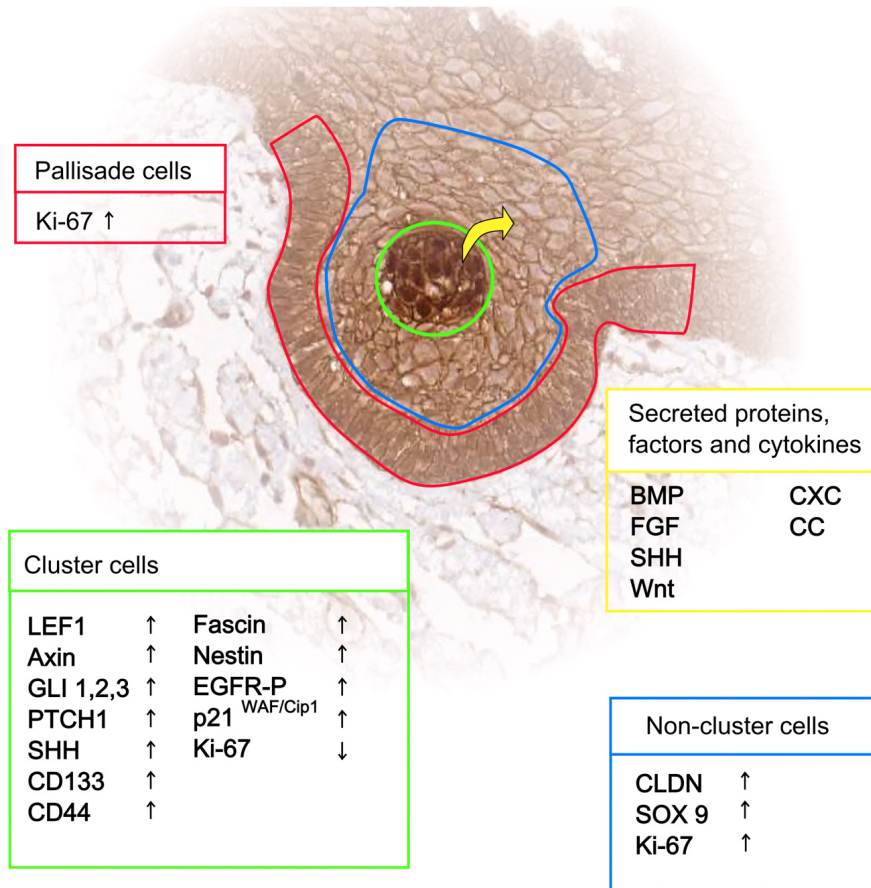 Pallisade cells
Ki-67 ↑
Secreted proteins,
factors and cytokines
BMP CXC
FGF CC
SHH
Wnt
Cluster cells
LEF1 ↑ Fascin ↑
Axin ↑ Nestin ↑
GLI 1,2,3 ↑ EGFR-P ↑
PTCH1 ↑ p21 WAF/Cip1 ↑
SHH ↑ Ki-67 ↓
CD133 ↑
CD44 ↑
Non-cluster cells
CLDN ↑
SOX 9 ↑
Ki-67 ↑